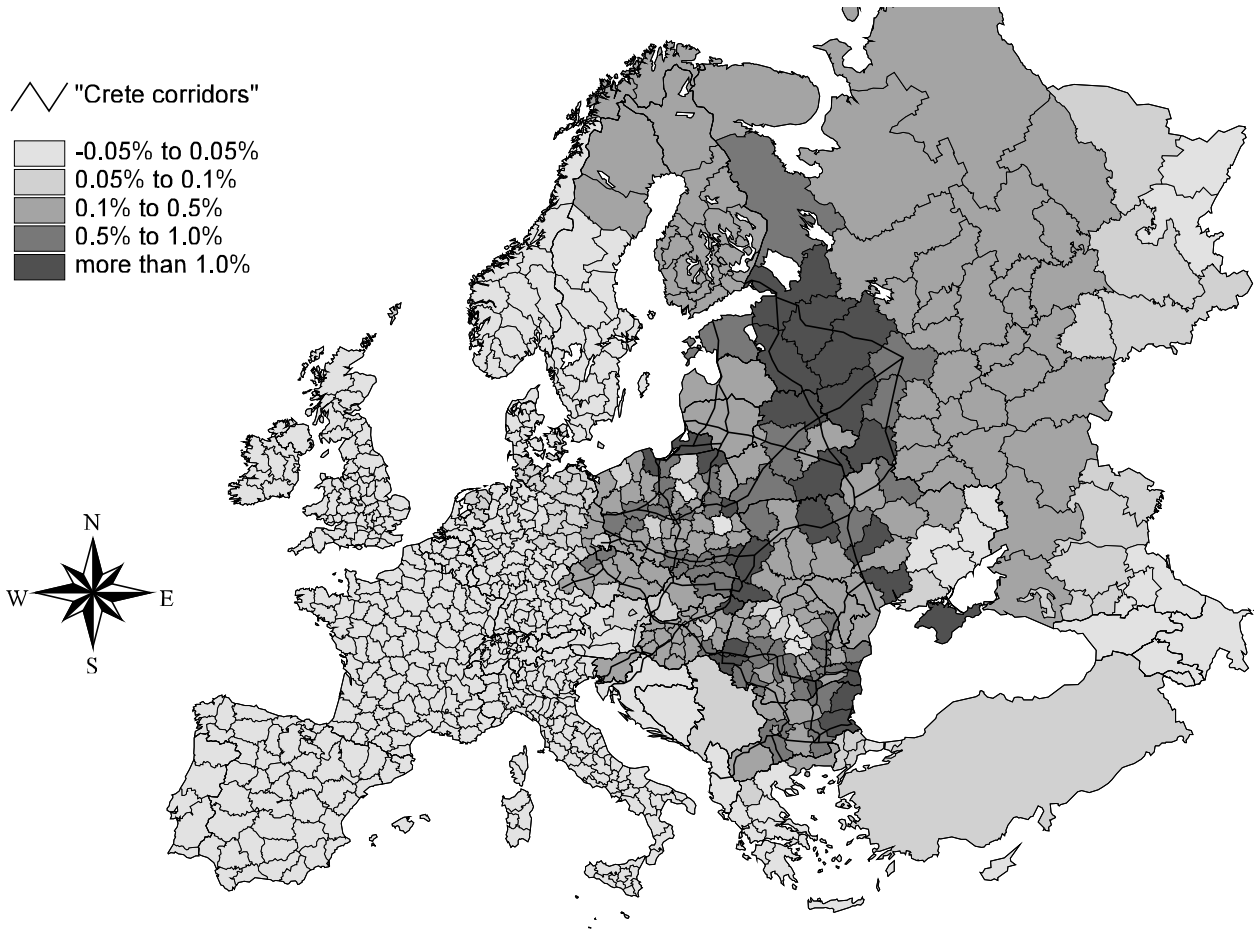 "Crete corridors"
-0.05% to 0.05%
0.05% to 0.1%
0.1% to 0.5%
0.5% to 1.0%
more than 1.0%
N
W E
S